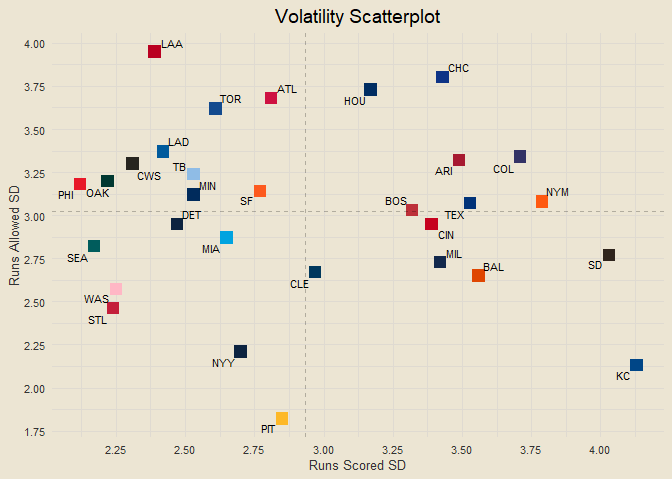 Volatility Scatterplot
4.00
LAA
CHC
3.75
ATL
TOR
HOU
3.50
LAD
3.25
TB
CWS
ARI
COL
MIN
PHI
OAK
SF
NYM
BOS
3.00
DET
TEX
CIN
MIA
SEA
MIL
2.75
CLE
BAL
SD
WAS
STL
2.50
2.25
NYY
KC
2.00
PIT
1.75
Runs Allowed SD
2.25
2.50
2.75
3.00
3.25
3.50
3.75
4.00
Runs Scored SD